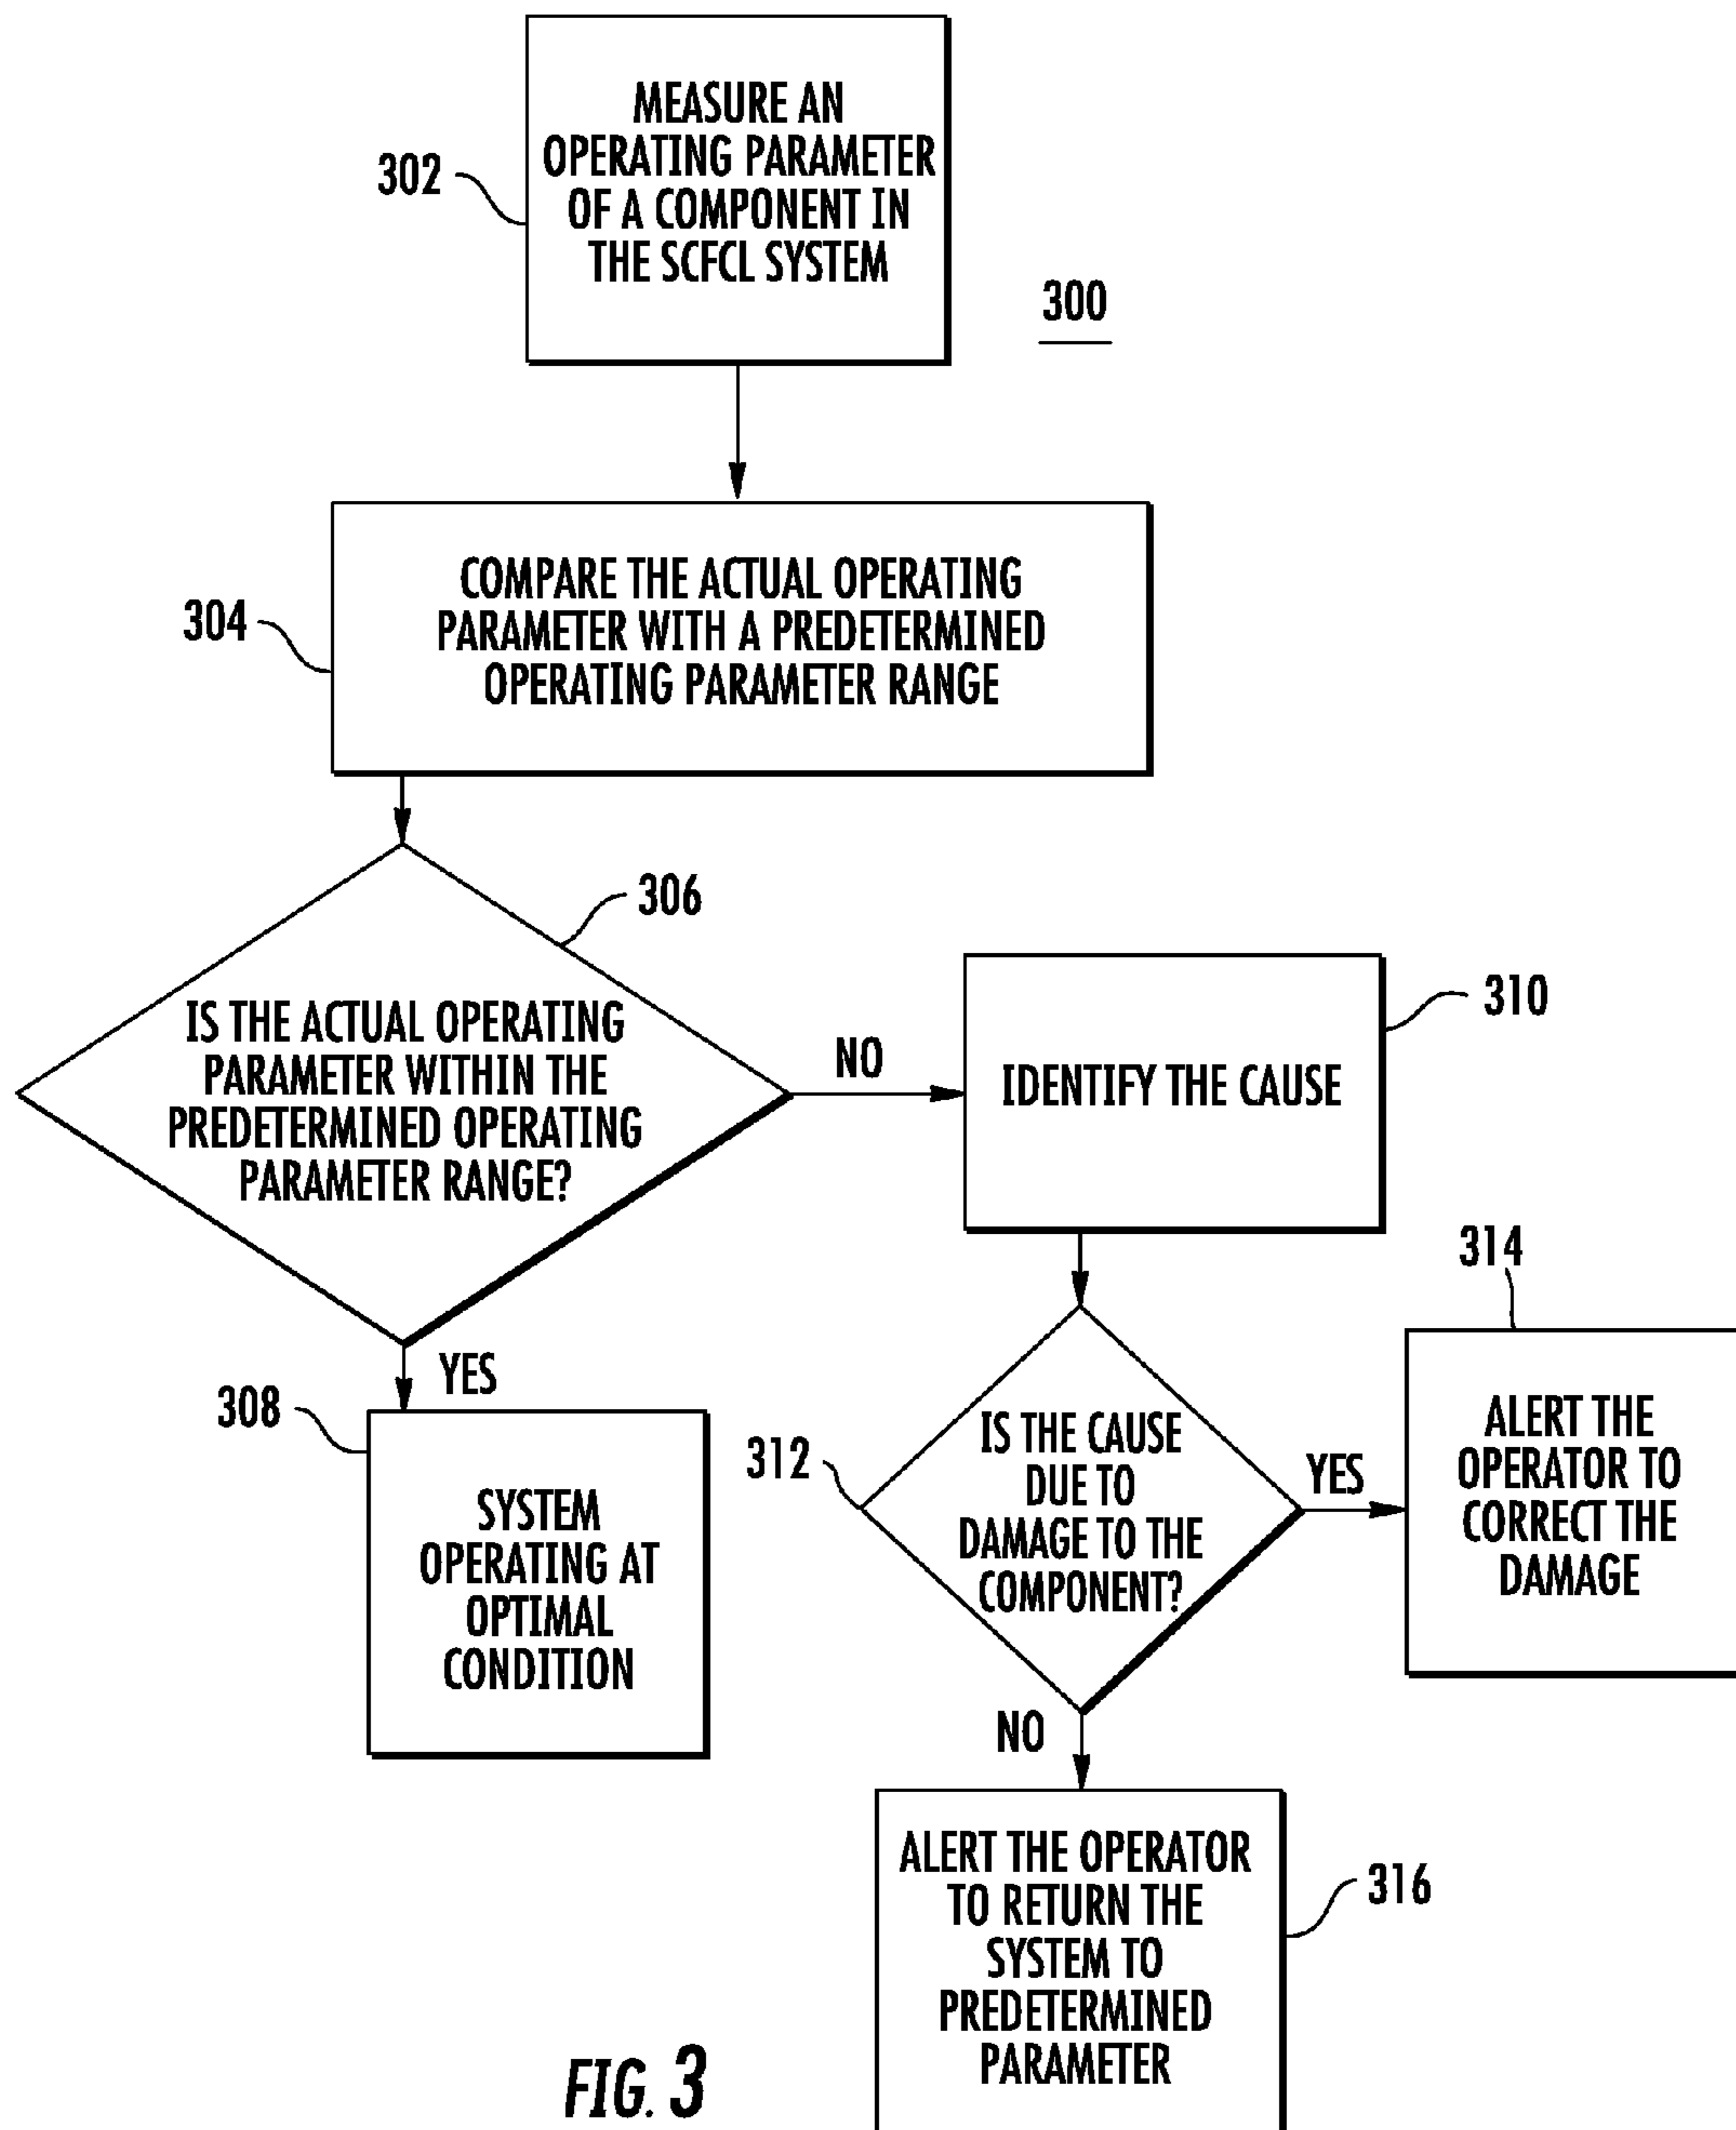 MEASURE AN
OPERATING PARAMETER
OF A COMPONENT IN
THE SCFCL SYSTEM
302
300
COMPARE THE ACTUAL OPERATING
PARAMETER WITH A PREDETERMINED
OPERATING PARAMETER RANGE
304
306
IS THE ACTUAL OPERATING
PARAMETER WITHIN THE
PREDETERMINED OPERATING
PARAMETER RANGE?
NO
310
IDENTIFY THE CAUSE
YES
308
SYSTEM
OPERATING AT
OPTIMAL
CONDITION
312
IS THE CAUSE
DUE TO
DAMAGE TO THE
COMPONENT?
YES
314
ALERT THE
OPERATOR TO
CORRECT THE
DAMAGE
NO
ALERT THE OPERATOR
TO RETURN THE
SYSTEM TO
PREDETERMINED
PARAMETER
316
FIG. 3